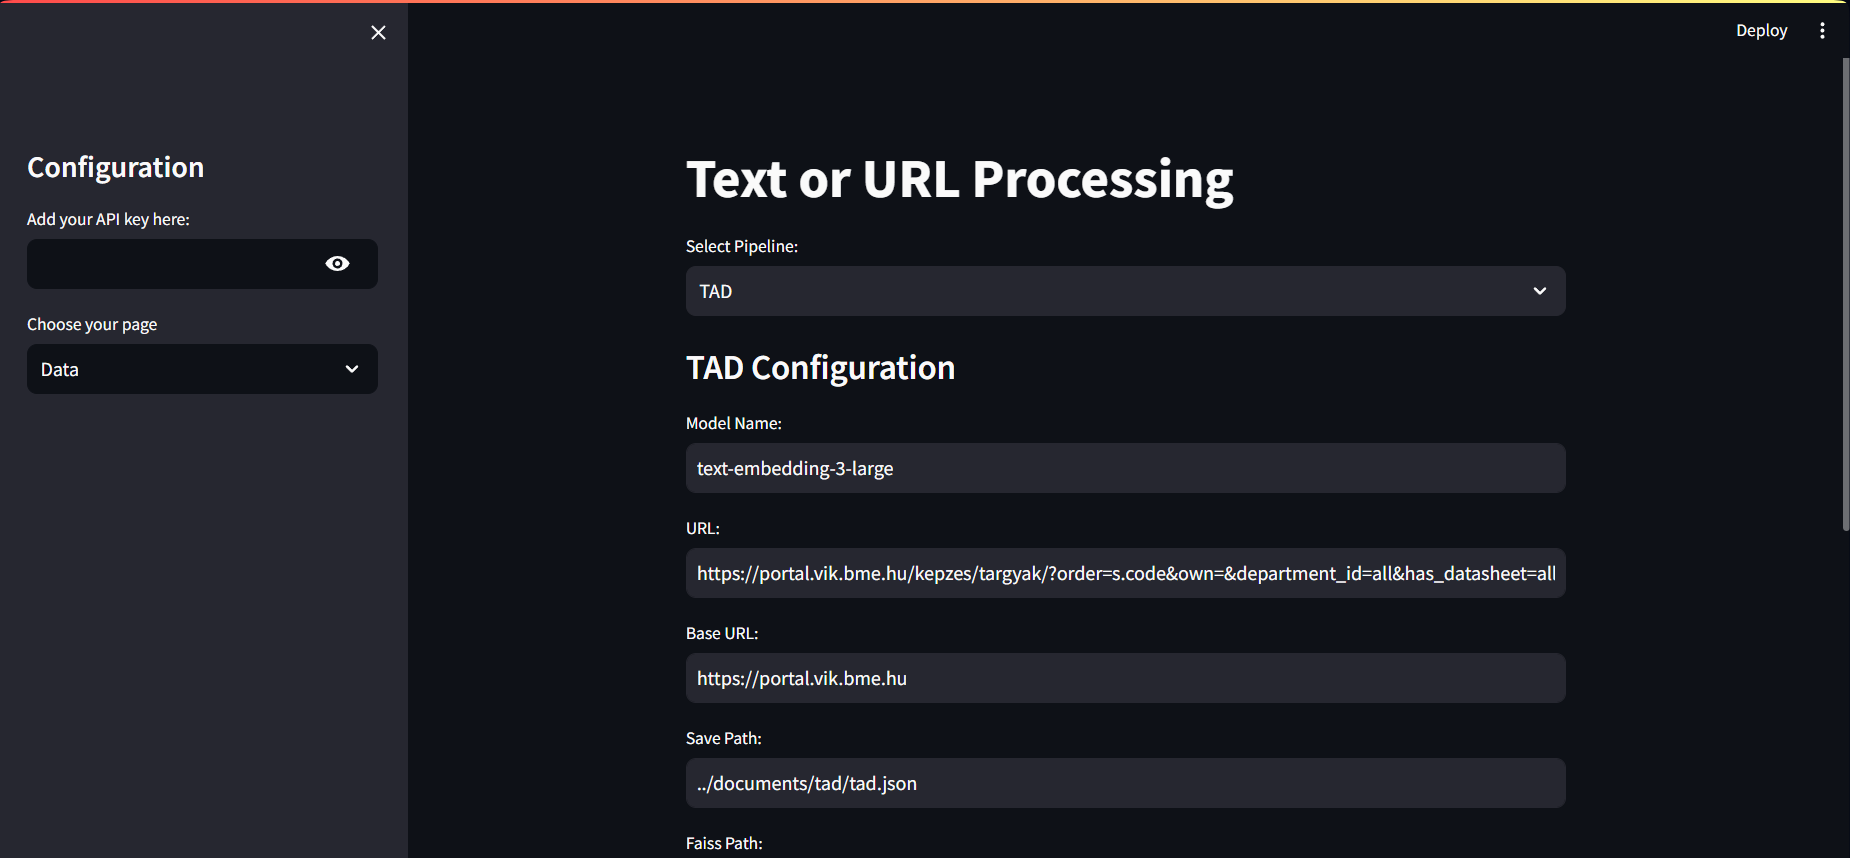 Deploy
Configuration
Add your API key here:
Choose your page
Data
Text or URL Processing
Select Pipeline:
TAD
TAD Configuration
Model Name:
text-embedding-3-large
URL:
https://portal.vik.bme.hu/kepzes/targyak/?order=s.code&own=&department_id=all&has_datasheet=all
Base URL:
https://portal.vik.bme.hu
Save Path:
../documents/tad/tad.json
Faiss Path: